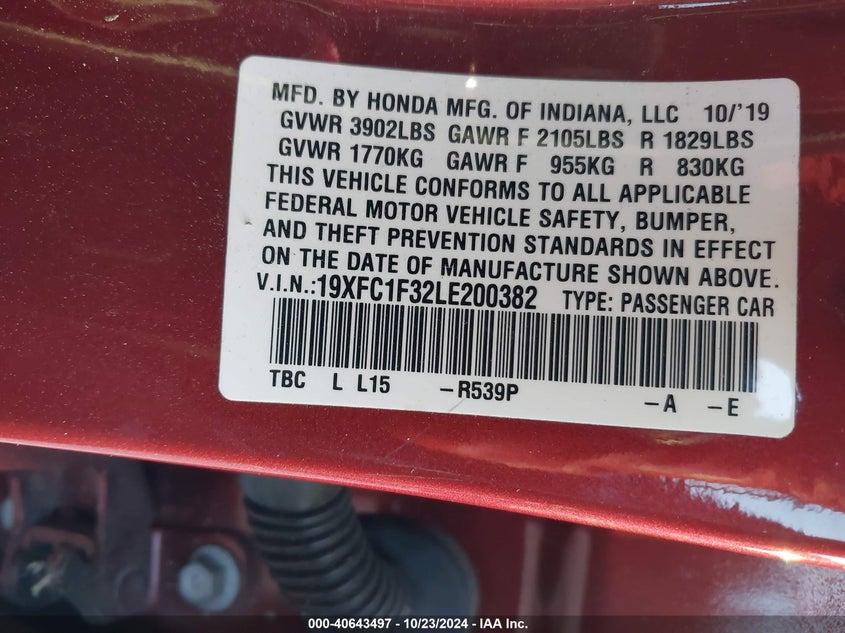 MFD. BY HONDA MFG. OF INDIANA, LLC 10/'19
GVWR 3902LBS GAWR F 2105LBS R 1829LBS
GVWR 1770KG GAWR F 955KG R 830KG
THIS VEHICLE CONFORMS TO ALL APPLICABLE
FEDERAL MOTOR VEHICLE SAFETY, BUMPER,
AND THEFT PREVENTION STANDARDS IN EFFECT
ON THE DATE OF MANUFACTURE SHOWN ABOVE.
V.I.N.:19XFC1F32LE200382 TYPE: PASSENGER CAR
TBC L L15 -R539P -A -E
000-40643497 - 10/23/2024 - IAA Inc.